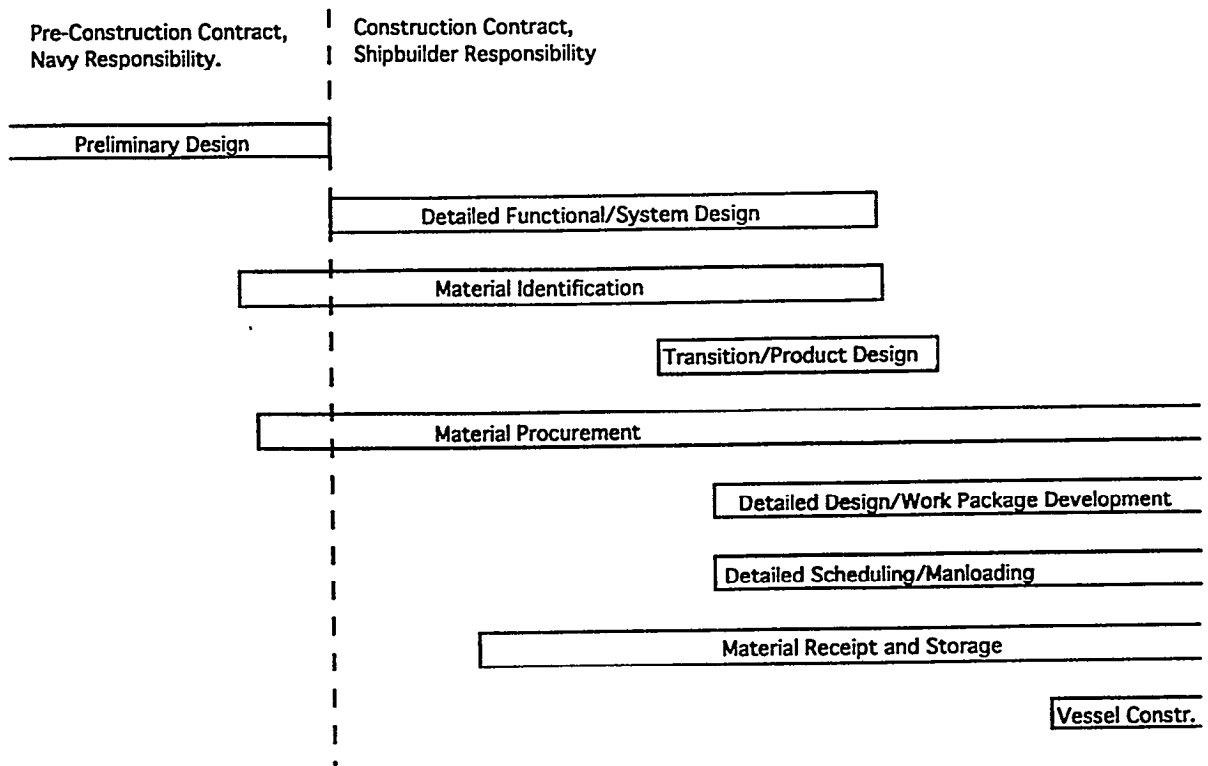 Pre-Construction Contract,
Navy Responsibility.
Construction Contract,
Shipbuilder Responsibility
Preliminary Design
Detailed Functional/System Design
Material Identification
Transition/Product Design
Material Procurement
Detailed Design/Work Package Development
Detailed Scheduling/Manloading
Material Receipt and Storage
Vessel Constr.